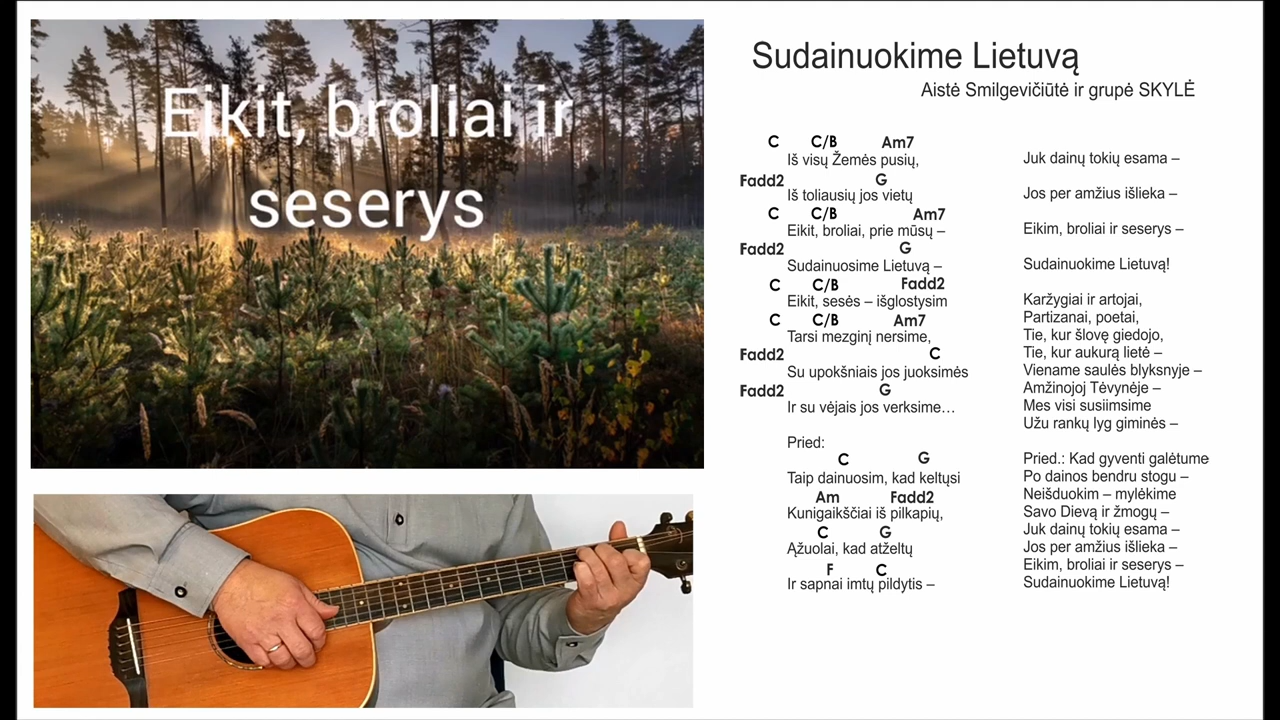 Eikit, broliai ir
seserys
Sudainuokime Lietuvą
Aistė Smilgevičiūtė ir grupė SKYLĖ
C C/B Am7
Iš visų Žemės pusių,
Fadd2 G
Iš toliausių jos vietų
C C/B Am7
Eikit, broliai, prie mūsų –
Fadd2 G
Sudainuosime Lietuvą –
C C/B Fadd2
Eikit, sesės – išglostysim
C C/B Am7
Tarsi mezginį nersime,
Fadd2 C
Su upokšniais jos juoksimės
Fadd2 G
Ir su vėjais jos verksime…
Pried:
C G
Taip dainuosim, kad keltųsi
Am Fadd2
Kunigaikščiai iš pilkapių,
C G
Ąžuolai, kad atželtų
F C
Ir sapnai imtų pildytis –
Juk dainų tokių esama –
Jos per amžius išlieka –
Eikim, broliai ir seserys –
Sudainuokime Lietuvą!
Karžygiai ir artojai,
Partizanai, poetai,
Tie, kur šlovę giedojo,
Tie, kur aukurą lietė –
Viename saulės blyksnyje –
Amžinojoj Tėvynėje –
Mes visi susiimsime
Užu rankų lyg giminės –
Pried.: Kad gyventi galėtume
Po dainos bendru stogu –
Neišduokim – mylėkime
Savo Dievą ir žmogų –
Juk dainų tokių esama –
Jos per amžius išlieka –
Eikim, broliai ir seserys –
Sudainuokime Lietuvą!